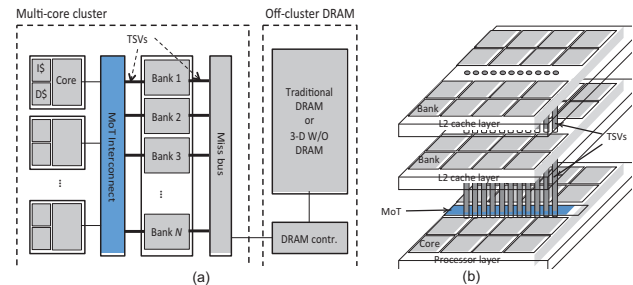 Multi-core cluster
Off-cluster DRAM
TSVs
I$
Core
D$
MoT Interconnect
Bank 1
Bank 2
Bank 3
...
Bank N
Miss bus
Traditional
DRAM
or
3-D W/O
DRAM
DRAM contr.
(a)
Bank
L2 cache layer
TSVs
Bank
L2 cache layer
MoT
Core
Processor layer
(b)